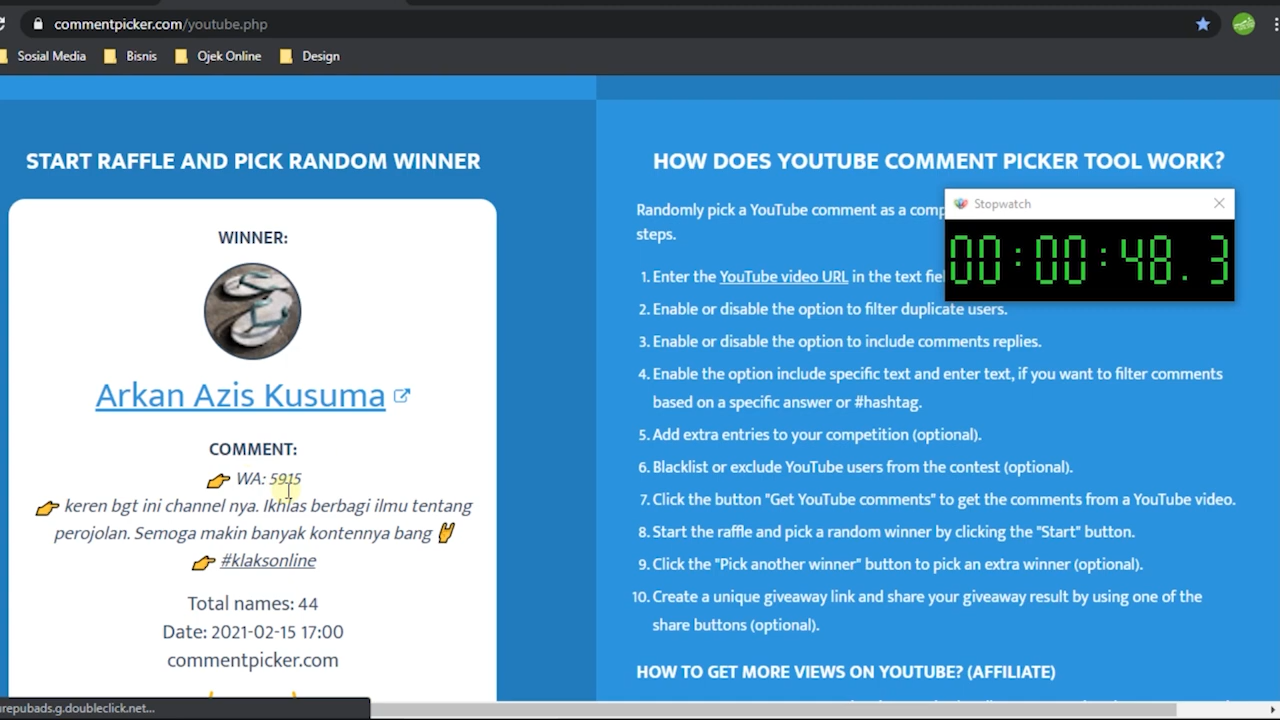 commentpicker.com/youtube.php
Sosial Media
Bisnis
Ojek Online
Design
START RAFFLE AND PICK RANDOM WINNER
WINNER:
Arkan Azis Kusuma
COMMENT:
👉 WA: 5915
👉 keren bgt ini channel nya. Ikhlas berbagi ilmu tentang
perojolan. Semoga makin banyak kontennya bang 🤘
👉 #klaksonline
Total names: 44
Date: 2021-02-15 17:00
commentpicker.com
HOW DOES YOUTUBE COMMENT PICKER TOOL WORK?
Randomly pick a YouTube comment as a
steps.
1. Enter the YouTube video URL in the text
2. Enable or disable the option to filter duplicate users.
3. Enable or disable the option to include comments replies.
4. Enable the option include specific text and enter text, if you want to filter comments
based on a specific answer or #hashtag.
5. Add extra entries to your competition (optional).
6. Blacklist or exclude YouTube users from the contest (optional).
7. Click the button "Get YouTube comments" to get the comments from a YouTube video.
8. Start the raffle and pick a random winner by clicking the "Start" button.
9. Click the "Pick another winner" button to pick an extra winner (optional).
10. Create a unique giveaway link and share your giveaway result by using one of the
share buttons (optional).
HOW TO GET MORE VIEWS ON YOUTUBE? (AFFILIATE)
Stopwatch
00:00:48.3
urepubads.g.doubleclick.net...